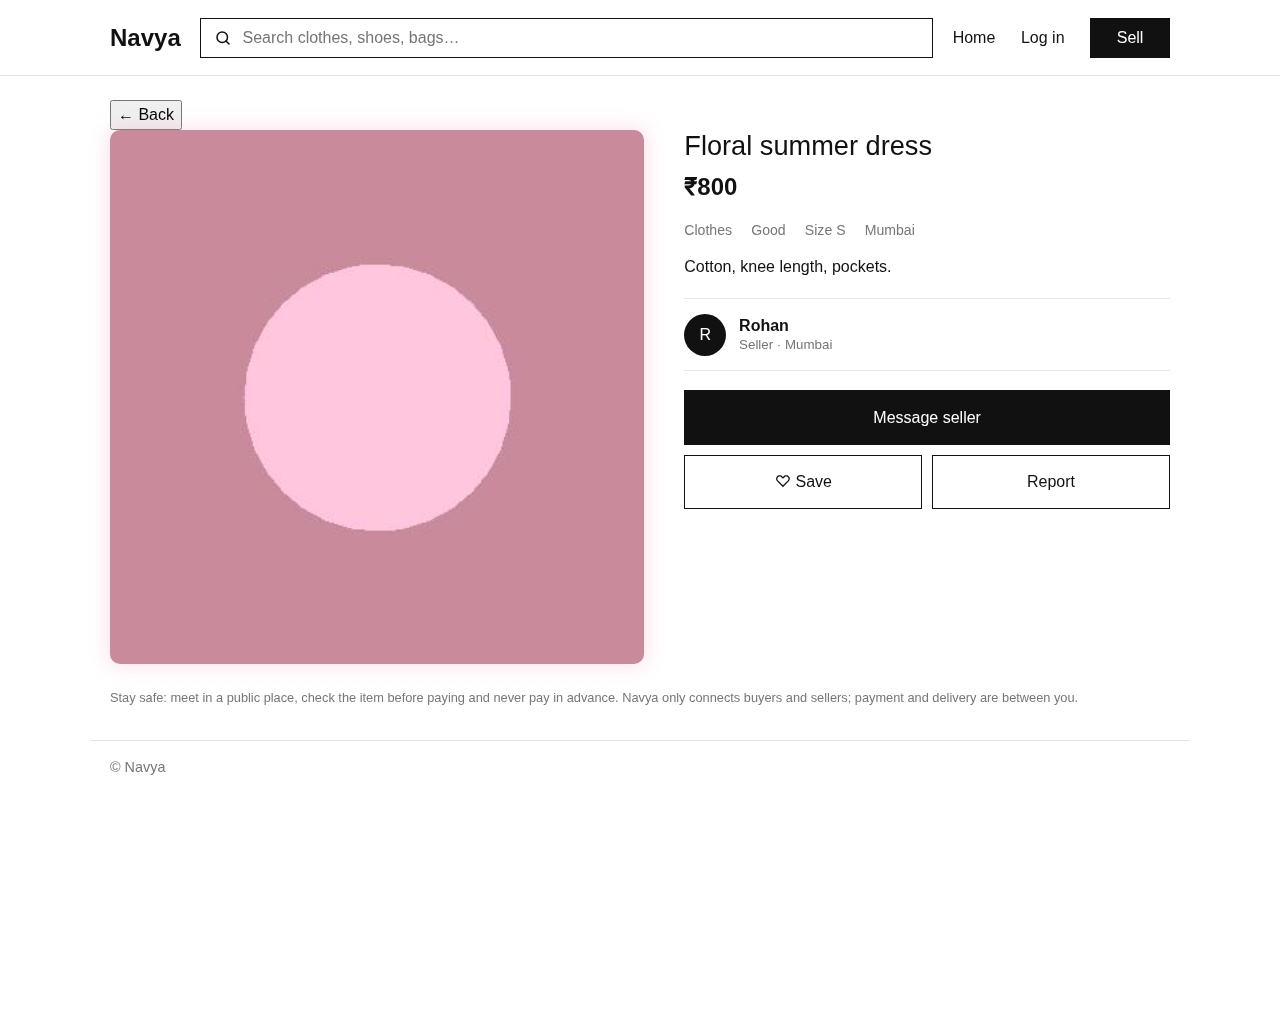 Navya
Search clothes, shoes, bags…
Home
Log in
Sell
← Back
Floral summer dress
₹800
Clothes Good Size S Mumbai
Cotton, knee length, pockets.
R
Rohan
Seller · Mumbai
Message seller
♡ Save
Report
Stay safe: meet in a public place, check the item before paying and never pay in advance. Navya only connects buyers and sellers; payment and delivery are between you.
© Navya